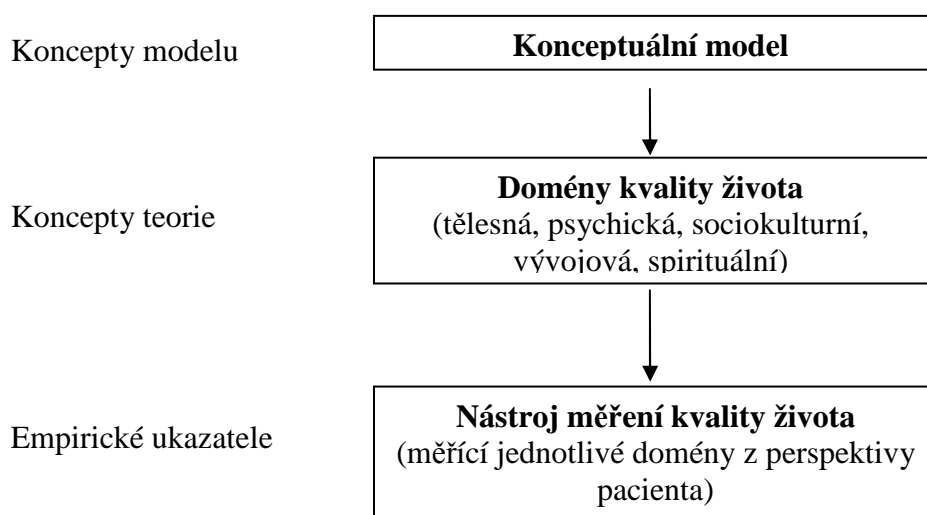 Koncepty modelu
Konceptuální model
Koncepty teorie
Domény kvality života
(tělesná, psychická, sociokulturní,
vývojová, spirituální)
Empirické ukazatele
Nástroj měření kvality života
(měřící jednotlivé domény z perspektivy
pacienta)